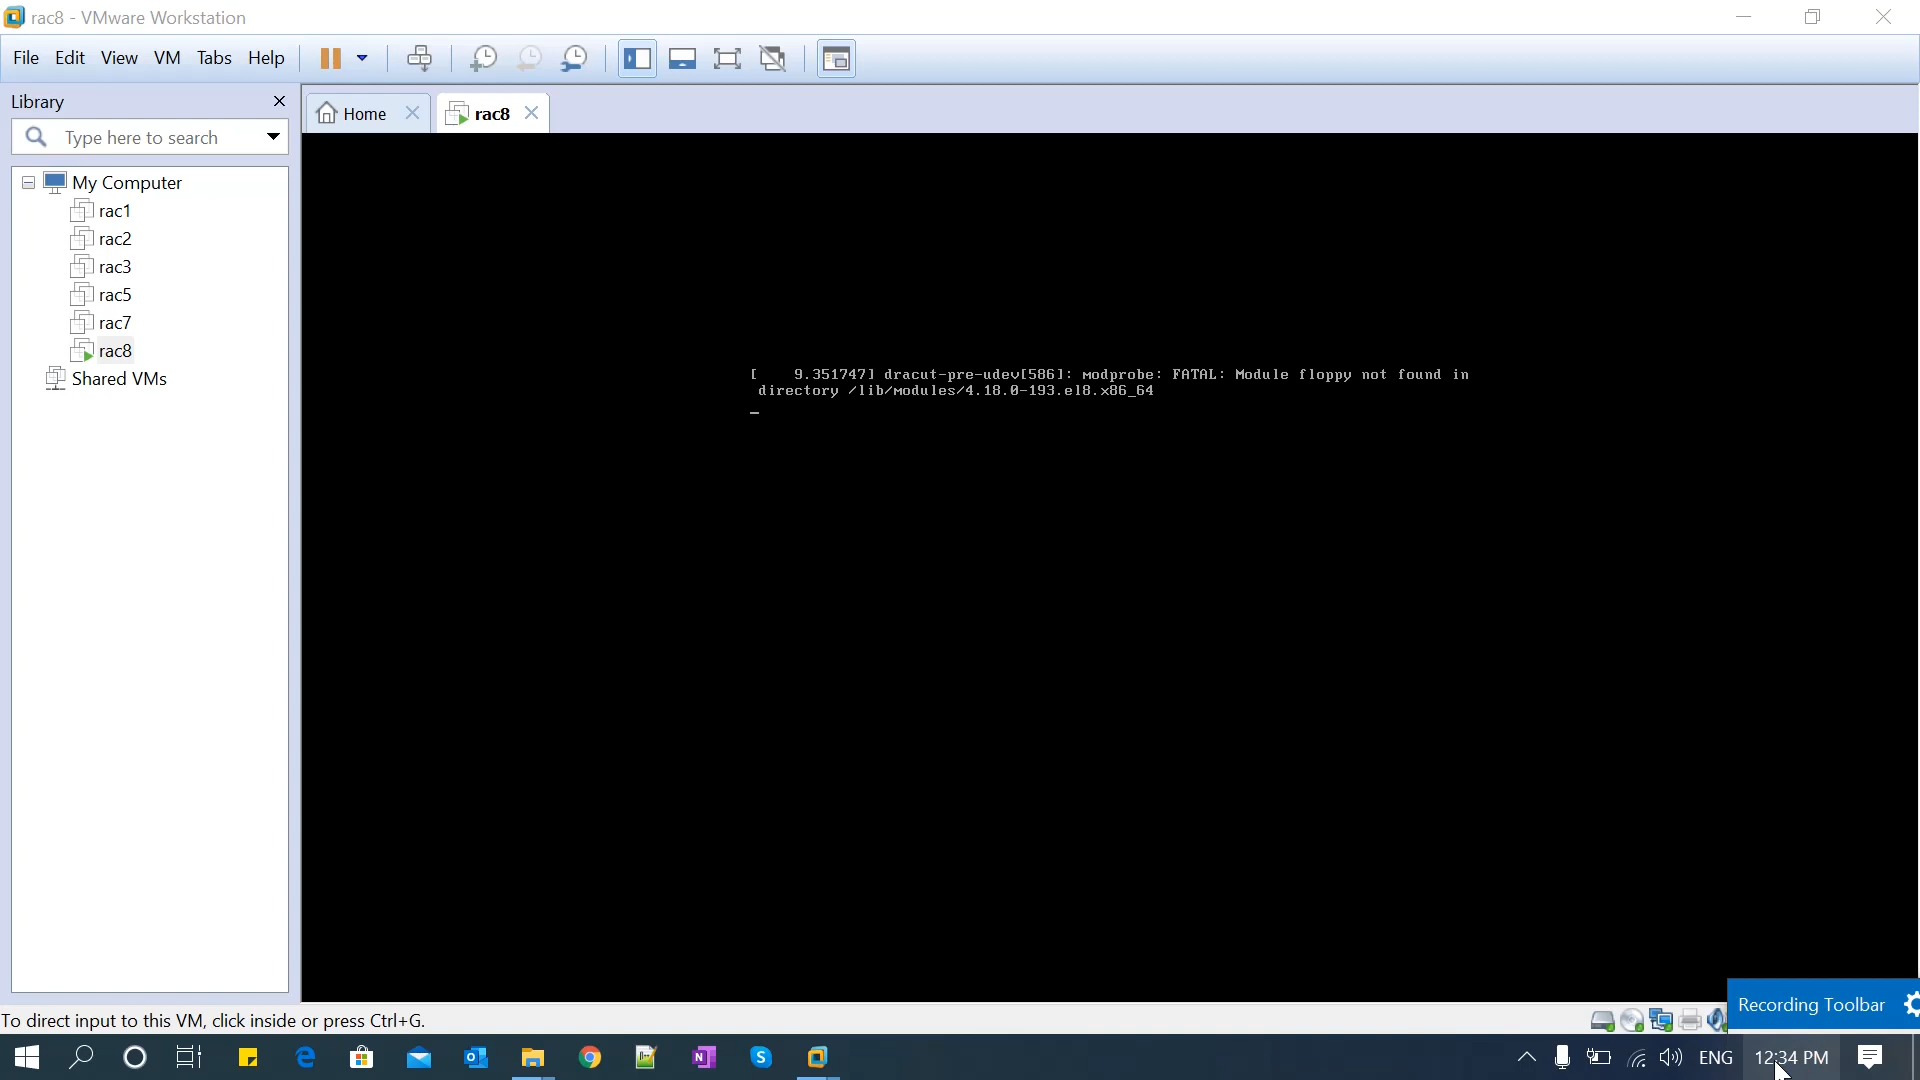 rac8 - VMware Workstation
File Edit View VM Tabs Help
Library
Home
rac8
Type here to search
My Computer
rac1
rac2
rac3
rac5
rac7
rac8
Shared VMs
[    9.351747] dracut-pre-udev[586]: modprobe: FATAL: Module floppy not found in
directory /lib/modules/4.18.0-193.el8.x86_64
Recording Toolbar
To direct input to this VM, click inside or press Ctrl+G.
ENG 12:34 PM